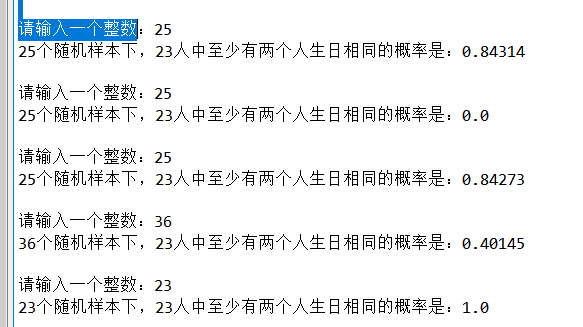 请输入一个整数：25
25个随机样本下，23人中至少有两个人生日相同的概率是：0.84314
请输入一个整数：25
25个随机样本下，23人中至少有两个人生日相同的概率是：0.0
请输入一个整数：25
25个随机样本下，23人中至少有两个人生日相同的概率是：0.84273
请输入一个整数：36
36个随机样本下，23人中至少有两个人生日相同的概率是：0.40145
请输入一个整数：23
23个随机样本下，23人中至少有两个人生日相同的概率是：1.0